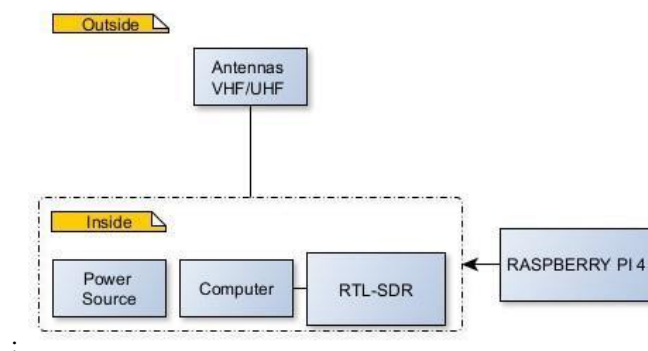 Outside
Antennas
VHF/UHF
Inside
Power
Source
Computer
RTL-SDR
RASPBERRY PI 4